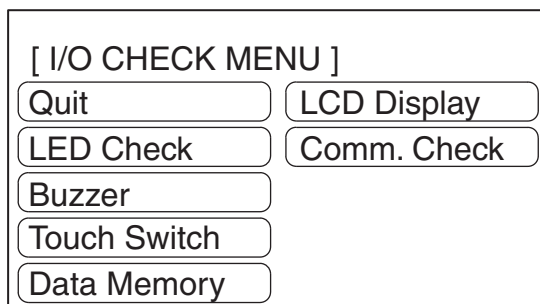 [ I/O CHECK MENU ]
Quit
LCD Display
LED Check
Comm. Check
Buzzer
Touch Switch
Data Memory